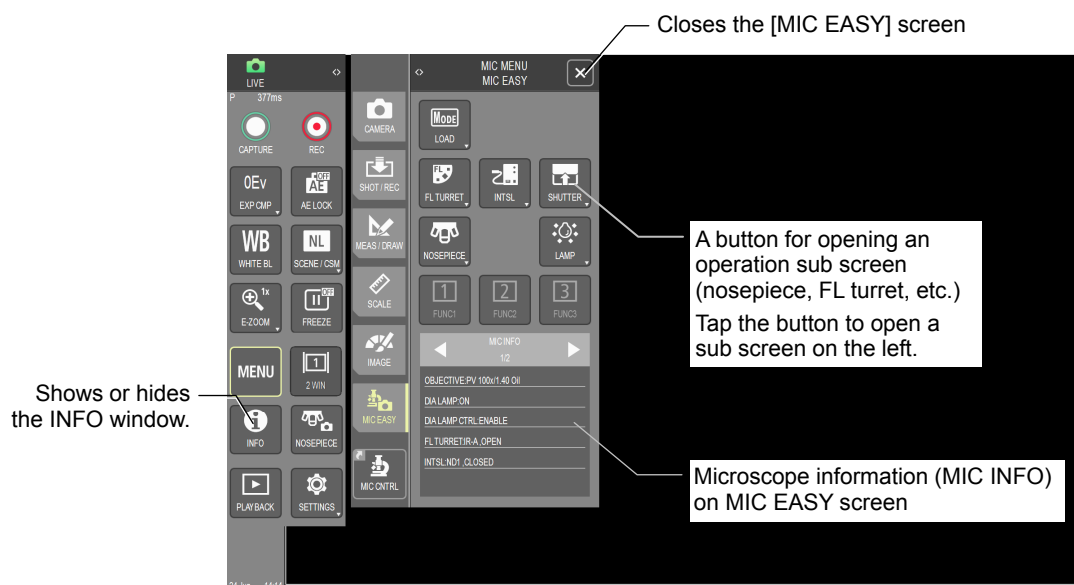 Closes the [MIC EASY] screen
LIVE
P 377ms
CAPTURE
REC
0Ev
EXP CMP
OFF
AE
AE LOCK
WB
WHITE BL
NL
SCENE / CSM
1x
E-ZOOM
OFF
FREEZE
MENU
1
2 WIN
INFO
NOSEPIECE
PLAYBACK
SETTINGS
CAMERA
SHOT / REC
MEAS / DRAW
SCALE
IMAGE
MIC EASY
MIC CNTRL
MIC MENU
MIC EASY
MODE
LOAD
FL
FL TURRET
INTSL
SHUTTER
NOSEPIECE
LAMP
1
FUNC1
2
FUNC2
3
FUNC3
MIC INFO
1/2
OBJECTIVE:PV 100x/1.40 Oil
DIA LAMP:ON
DIA LAMP CTRL:ENABLE
FL TURRET:IR-A ,OPEN
INTSL:ND1 ,CLOSED
A button for opening an
operation sub screen
(nosepiece, FL turret, etc.)
Tap the button to open a
sub screen on the left.
Shows or hides
the INFO window.
Microscope information (MIC INFO)
on MIC EASY screen